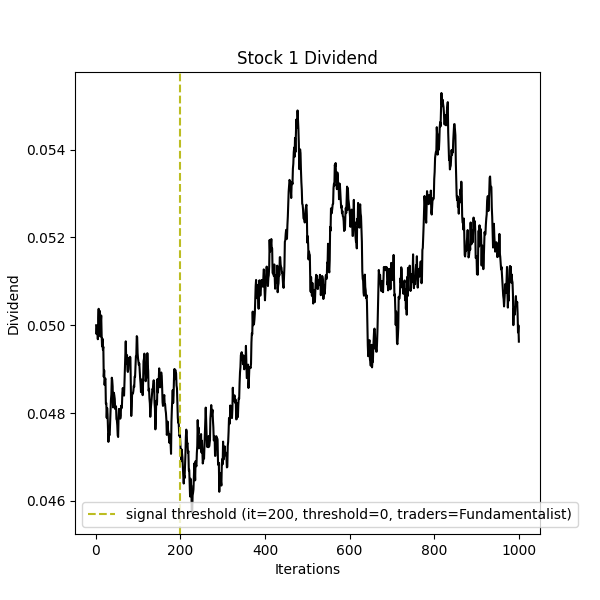 Stock 1 Dividend
0.054
0.052
0.050
0.048
0.046
Dividend
signal threshold (it=200, threshold=0, traders=Fundamentalist)
0 200 400 600 800 1000
Iterations